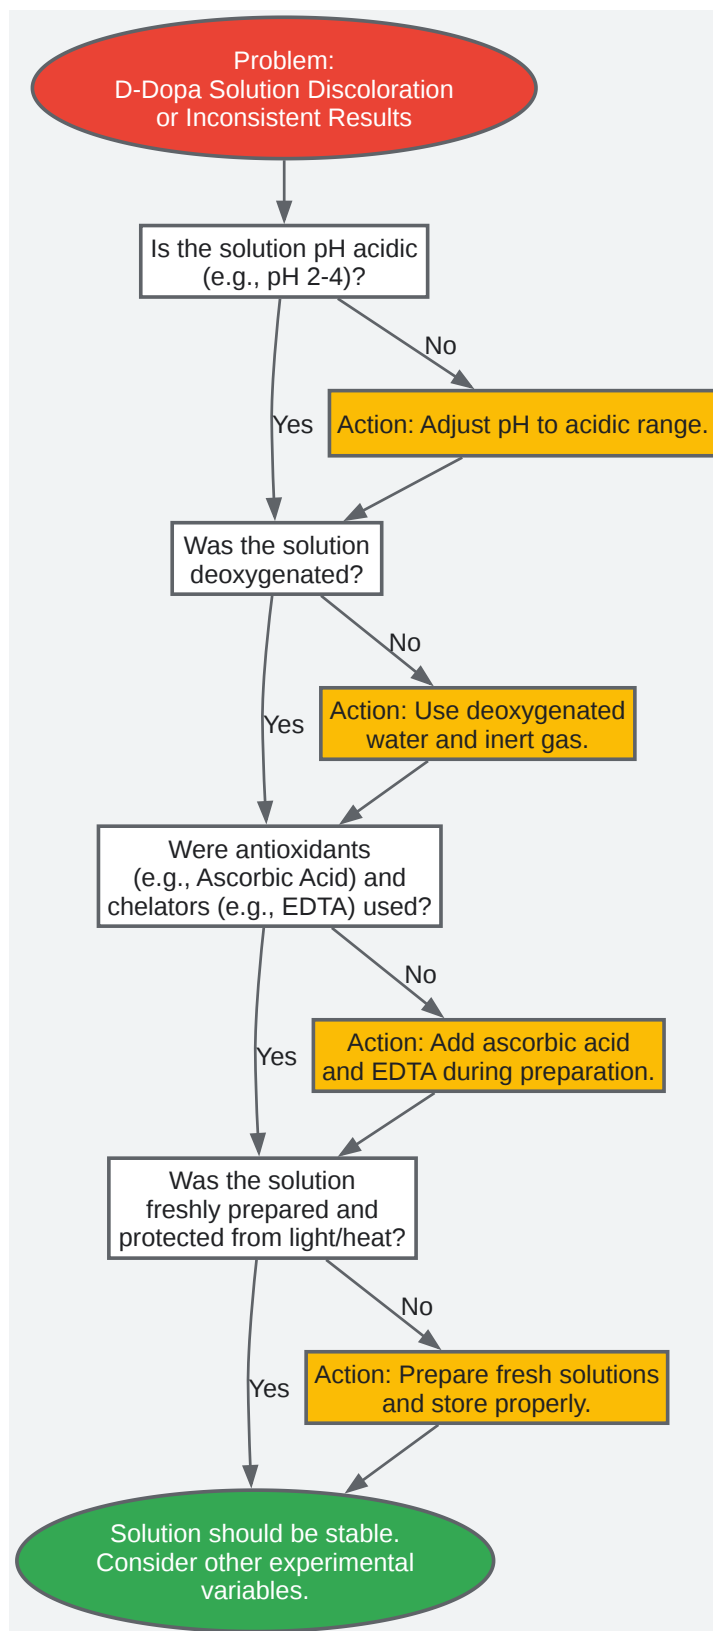 Problem:
D-Dopa Solution Discoloration
or Inconsistent Results
Is the solution pH acidic
(e.g., pH 2-4)?
No
Yes
Action: Adjust pH to acidic range.
Was the solution
deoxygenated?
No
Yes
Action: Use deoxygenated
water and inert gas.
Were antioxidants
(e.g., Ascorbic Acid) and
chelators (e.g., EDTA) used?
No
Yes
Action: Add ascorbic acid
and EDTA during preparation.
Was the solution
freshly prepared and
protected from light/heat?
No
Yes
Action: Prepare fresh solutions
and store properly.
Solution should be stable.
Consider other experimental
variables.